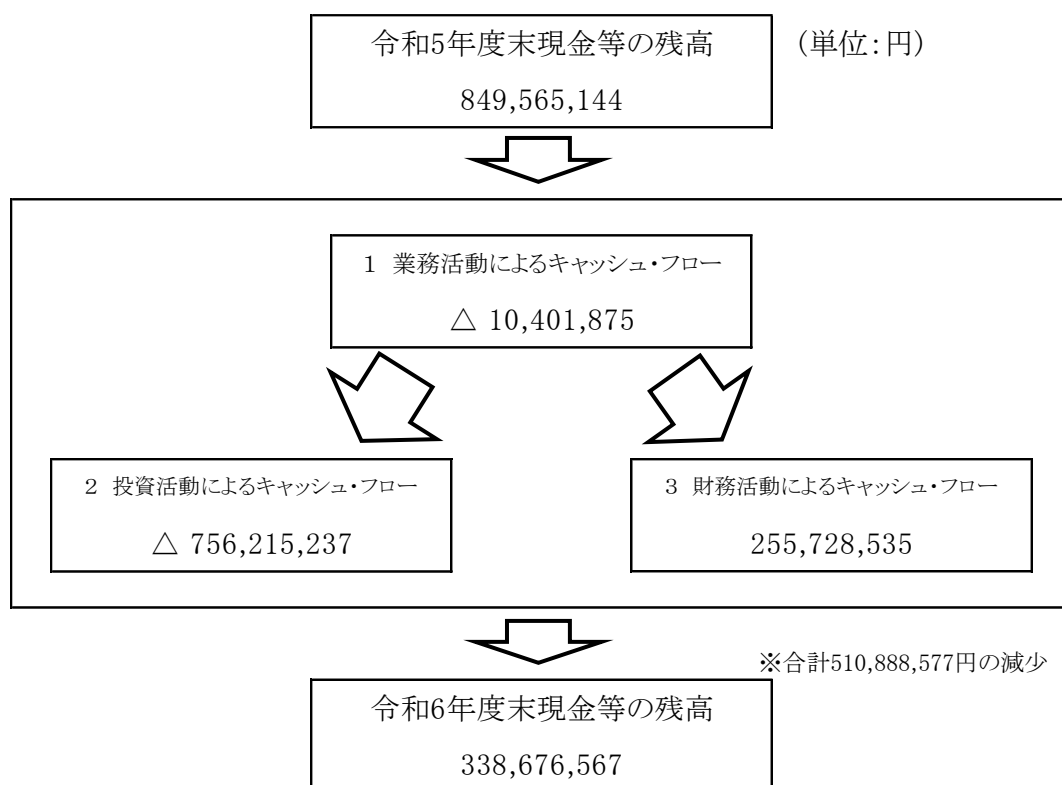 令和5年度末現金等の残高
(単位:円)
849,565,144
1 業務活動によるキャッシュ・フロー
△ 10,401,875
2 投資活動によるキャッシュ・フロー
△ 756,215,237
3 財務活動によるキャッシュ・フロー
255,728,535
※合計510,888,577円の減少
令和6年度末現金等の残高
338,676,567